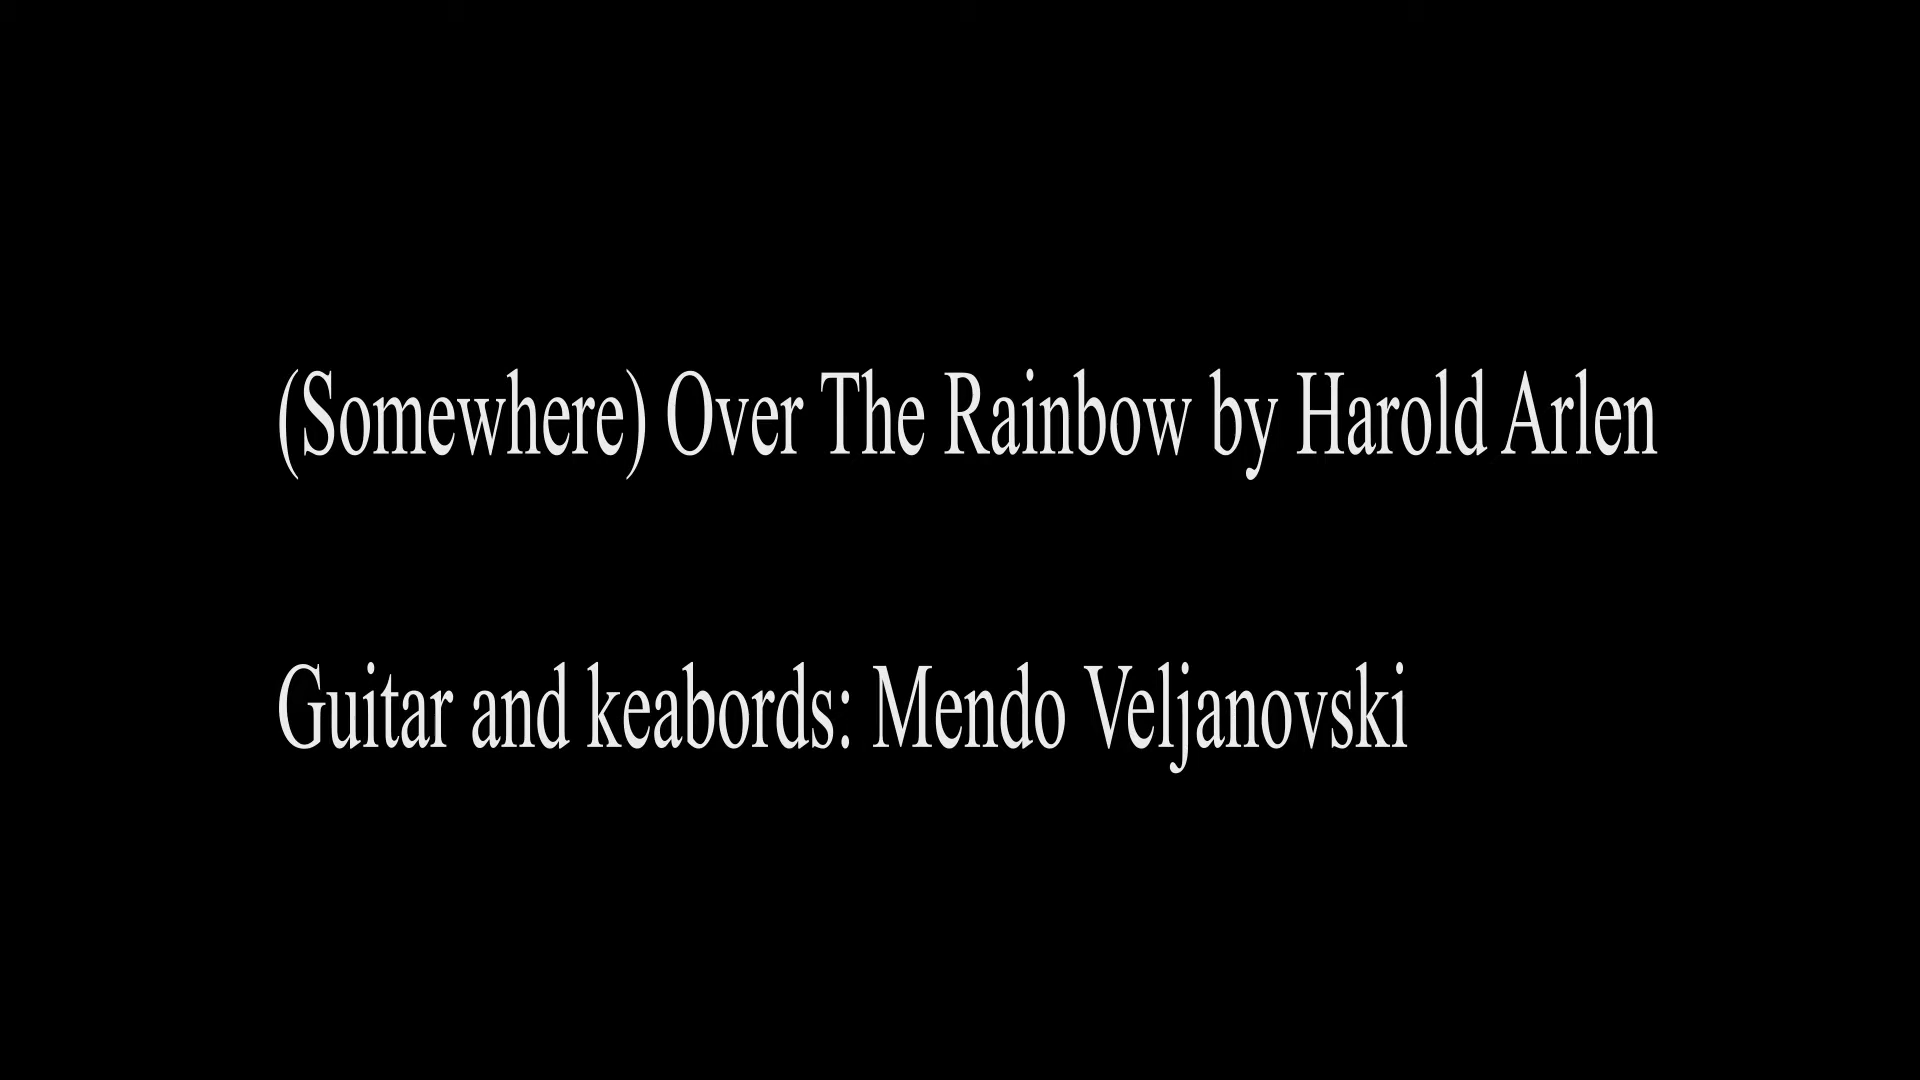 (Somewhere) Over The Rainbow by Harold Arlen
Guitar and keabords: Mendo Veljanovski